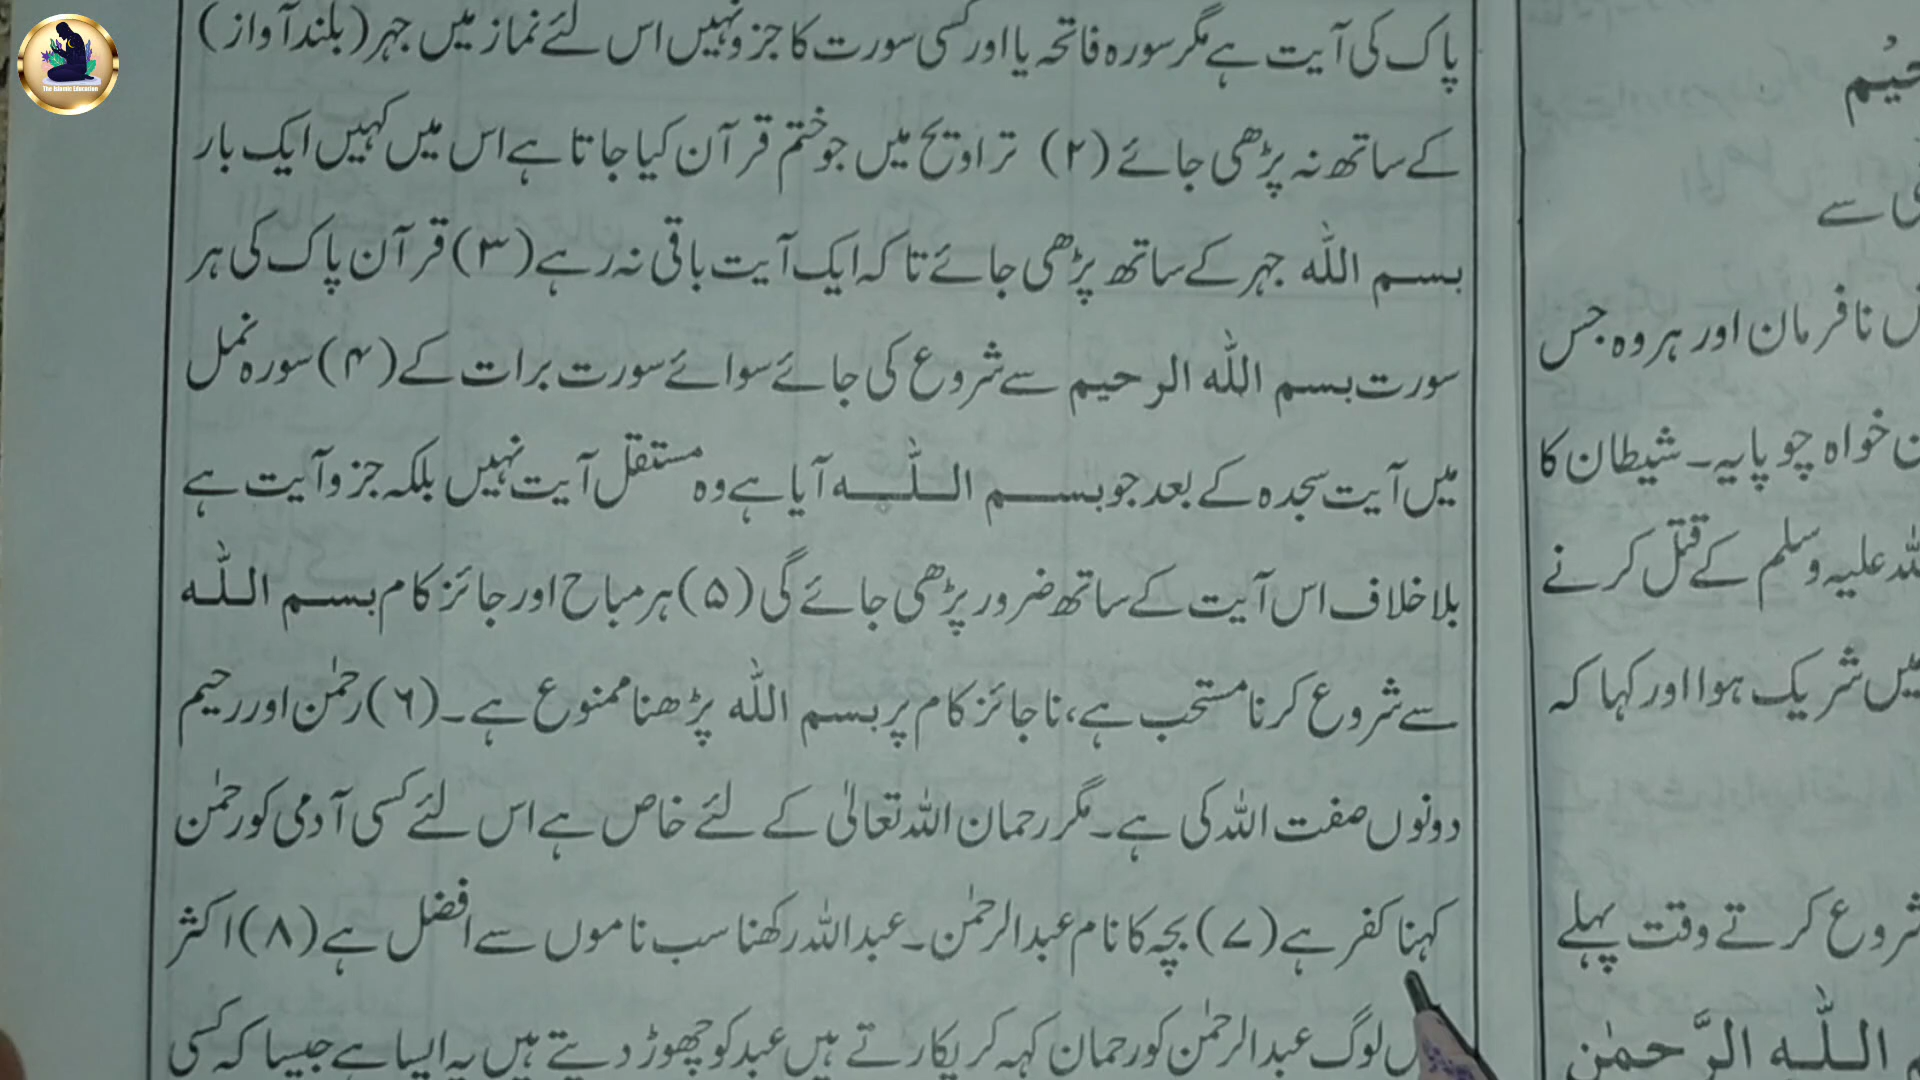 The Islamic Education
پاک کی آیت ہے مگر سورہ فاتحہ یا اور کسی سورت کا جزو نہیں اس لئے نماز میں جہر (بلند آواز)
کے ساتھ نہ پڑھی جائے (۲) تراویح میں جو ختم قرآن کیا جاتا ہے اس میں کہیں ایک بار
بسم اللہ جہر کے ساتھ پڑھی جائے تاکہ ایک آیت باقی نہ رہے (۳) قرآن پاک کی ہر
سورت بسم اللہ الرحیم سے شروع کی جائے سوائے سورت برات کے (۴) سورہ نمل
میں آیت سجدہ کے بعد جو بسم اللہ آیا ہے وہ مستقل آیت نہیں بلکہ جزو آیت ہے
بلا خلاف اس آیت کے ساتھ ضرور پڑھی جائے گی (۵) ہر مباح اور جائز کام بسم اللہ
سے شروع کرنا مستحب ہے، ناجائز کام پر بسم اللہ پڑھنا ممنوع ہے۔ (۶) رحمٰن اور رحیم
دونوں صفت اللہ کی ہے۔ مگر رحمان اللہ تعالیٰ کے لئے خاص ہے اس لئے کسی آدمی کو رحمٰن
کہنا کفر ہے (۷) بچہ کا نام عبدالرحمٰن۔ عبداللہ رکھنا سب ناموں سے افضل ہے (۸) اکثر
لوگ عبدالرحمٰن کو رحمان کہہ کر پکارتے ہیں عبد کو چھوڑ دیتے ہیں یہ ایسا ہے جیسا کہ کسی
سے
نافرمان اور ہر وہ جس
خواہ چوپایہ۔ شیطان کا
علیہ وسلم کے قتل کرنے
میں شریک ہوا اور کہا کہ
شروع کرتے وقت پہلے
اللہ الرَّحمٰن